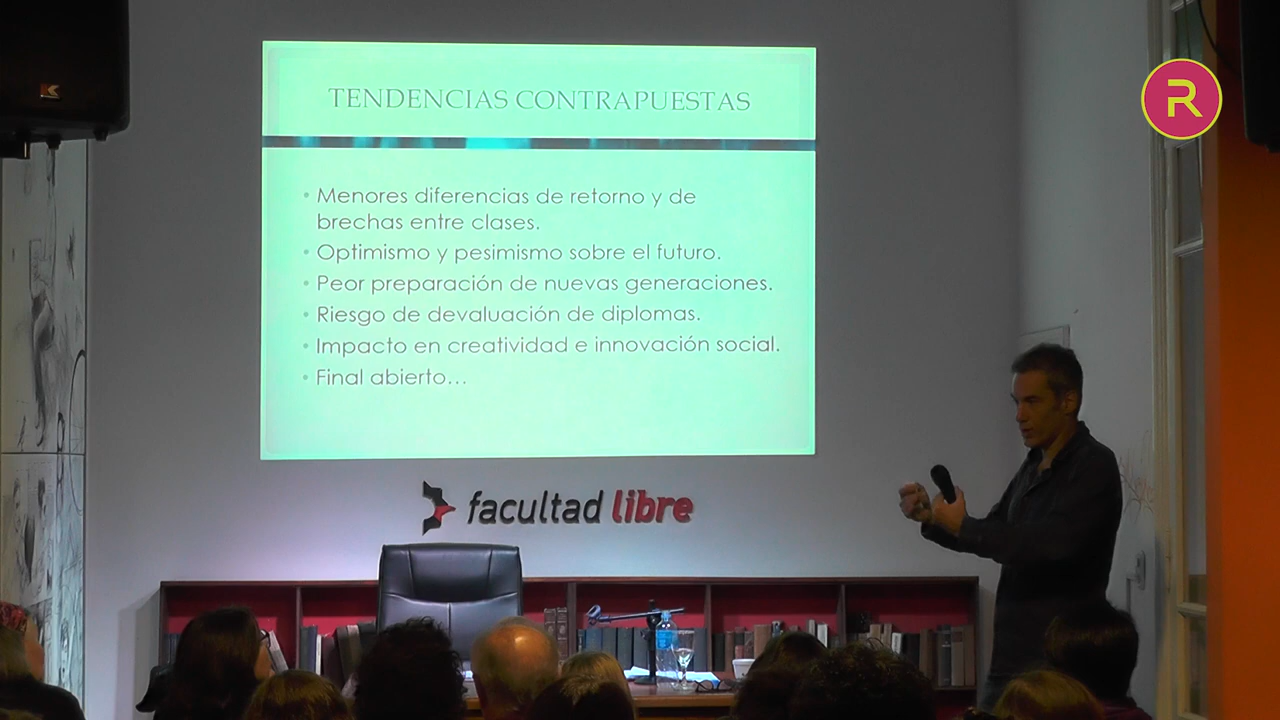 R
TENDENCIAS CONTRAPUESTAS
• Menores diferencias de retorno y de
brechas entre clases.
• Optimismo y pesimismo sobre el futuro.
• Peor preparación de nuevas generaciones.
• Riesgo de devaluación de diplomas.
• Impacto en creatividad e innovación social.
• Final abierto...
facultad libre